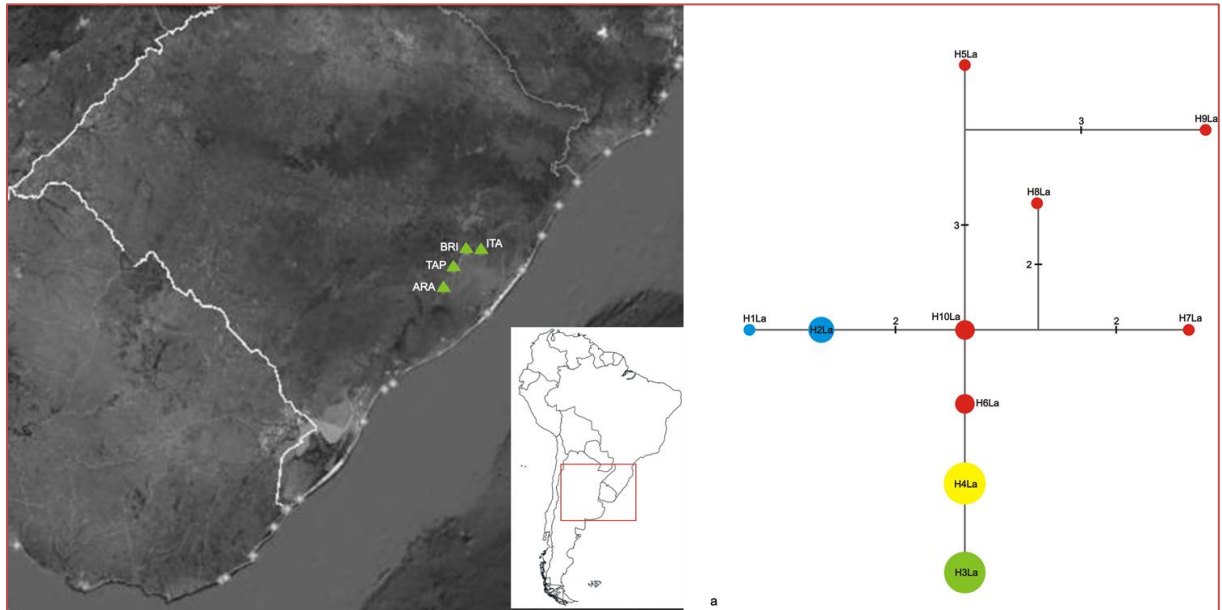 BRI ITA
TAP
ARA
H5La
3
H9La
H8La
3
2
H1La
H2La
2
H10La
2
H7La
H6La
H4La
H3La
a